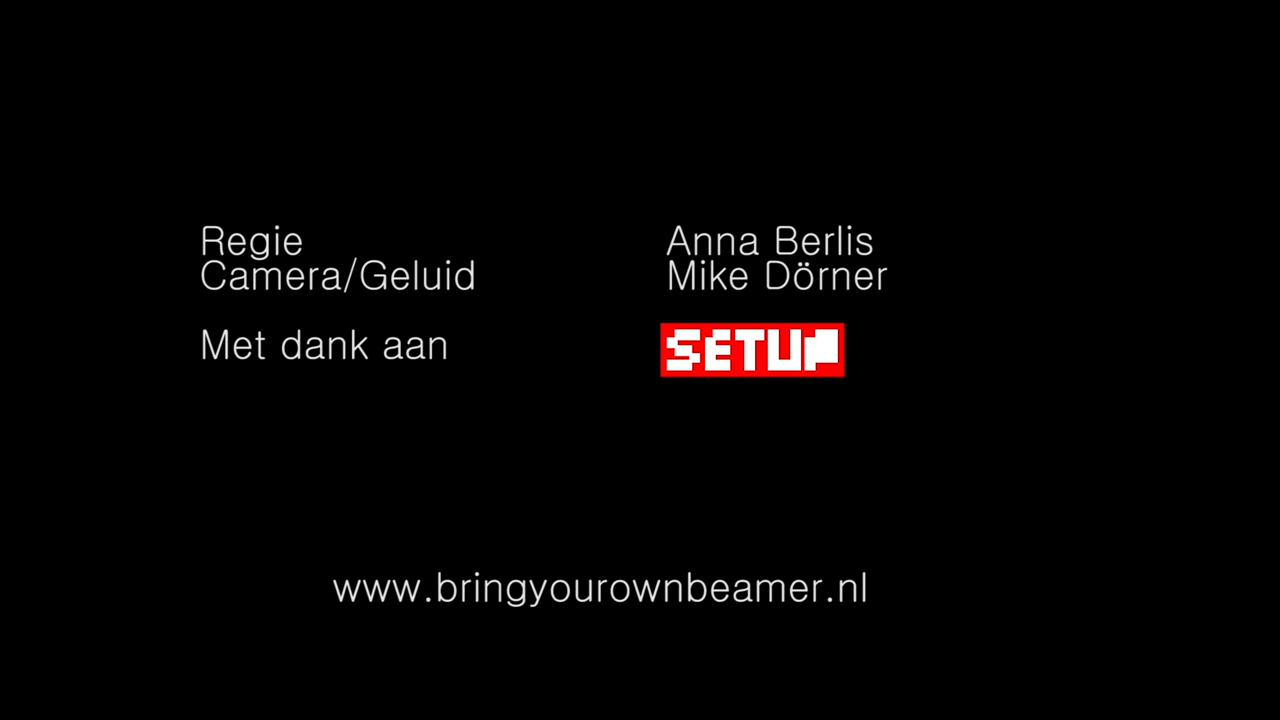 Regie Anna Berlis
Camera/Geluid Mike Dörner
Met dank aan SETUP
www.bringyourownbeamer.nl